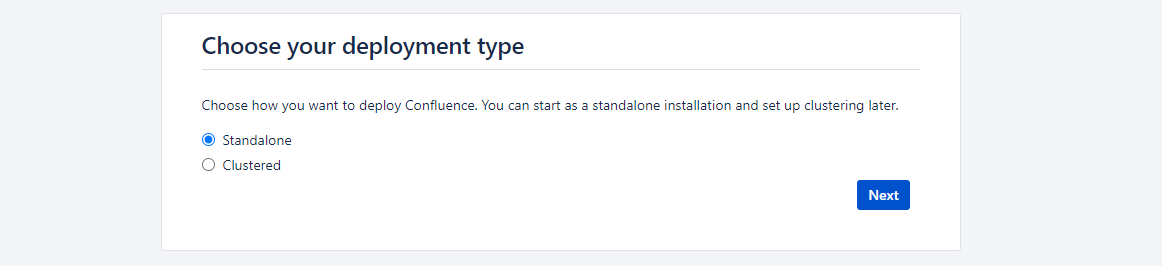 Choose your deployment type
Choose how you want to deploy Confluence. You can start as a standalone installation and set up clustering later.
Standalone
Clustered
Next